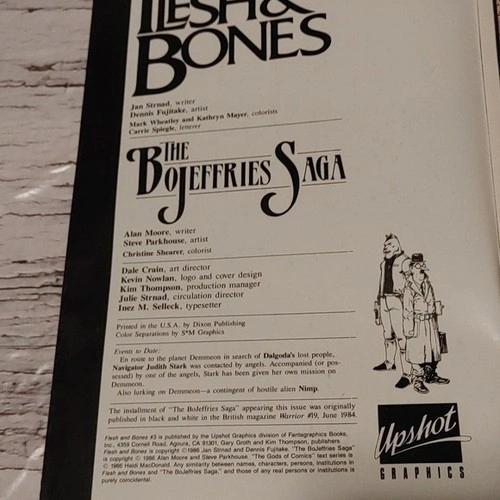 FLESH &
BONES
Jan Strnad, writer
Dennis Fujitake, artist
Mark Wheatley and Kathryn Mayer, colorists
Carrie Spiegle, letterer
THE
BOJEFFRIES SAGA
Alan Moore, writer
Steve Parkhouse, artist
Christine Shearer, colorist
Dale Crain, art director
Kevin Nowlan, logo and cover design
Kim Thompson, production manager
Julie Strnad, circulation director
Inez M. Selleck, typesetter
Printed in the U.S.A. by Dixon Publishing
Color Separations by S*M Graphics
Events to Date:
En route to the planet Demmeon in search of Dalgoda's lost people,
Navigator Judith Stark was contacted by angels. Accompanied (or pos-
sessed) by one of the angels, Stark has been given her own mission on
Demmeon.
Also lurking on Demmeon—a contingent of hostile alien Nimp.
The installment of "The BoJeffries Saga" appearing this issue was originally
published in black and white in the British magazine Warrior #19, June 1984.
Flesh and Bones #3 is published by the Upshot Graphics division of Fantagraphics Books,
Inc., 4359 Cornell Road, Agoura, CA 91301, Gary Groth and Kim Thompson, publishers.
Flesh and Bones is copyright ©1986 Jan Strnad and Dennis Fujitake. "The BoJeffries Saga"
is copyright © 1986 Alan Moore and Steve Parkhouse. "The Gods of Comics" text series is
© 1986 Heidi MacDonald. Any similarity between names, characters, persons, institutions in
Flesh and Bones and "The BoJeffries Saga," and those of any real persons or institutions is
purely coincidental.
Upshot
GRAPHICS